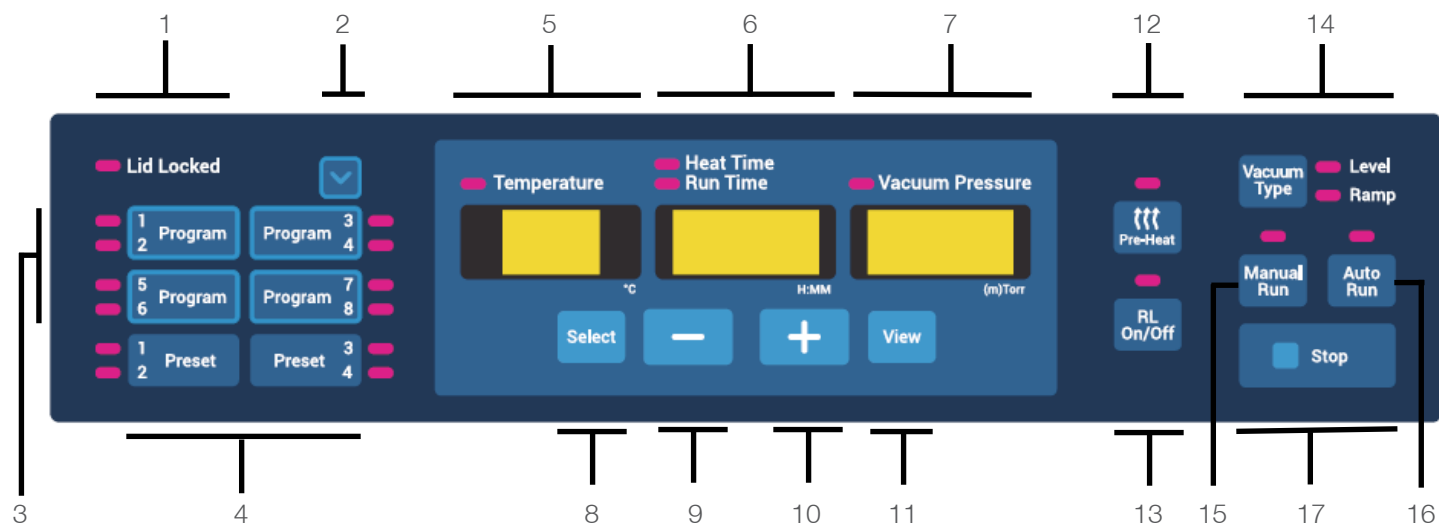 1 2 5 6 7 12 14
Lid Locked
Temperature
Heat Time
Run Time
Vacuum Pressure
Vacuum
Type
Level
Ramp
1
2
Program
Program
3
4
Pre-Heat
°C
H:MM
(m)Torr
Manual
Run
Auto
Run
5
6
Program
Program
7
8
Select
−
+
View
RL
On/Off
Stop
1
2
Preset
Preset
3
4
3 4 8 9 10 11 13 15 17 16